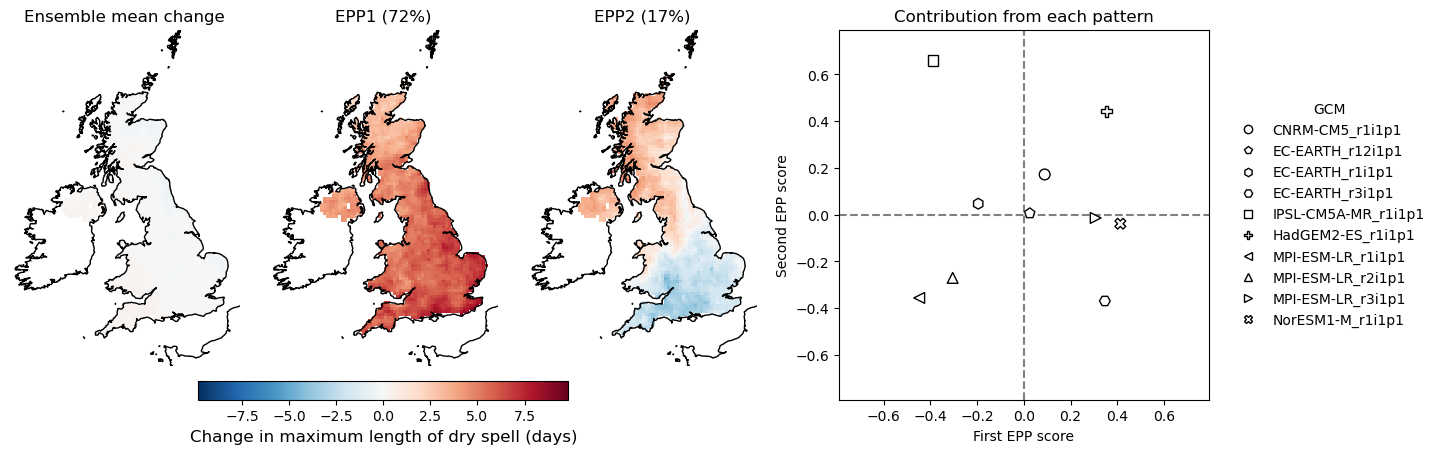 Ensemble mean change
EPP1 (72%)
EPP2 (17%)
−7.5
−5.0
−2.5
0.0
2.5
5.0
7.5
Change in maximum length of dry spell (days)
Contribution from each pattern
Second EPP score
0.6
0.4
0.2
0.0
−0.2
−0.4
−0.6
−0.6
−0.4
−0.2
0.0
0.2
0.4
0.6
First EPP score
GCM
CNRM-CM5_r1i1p1
EC-EARTH_r12i1p1
EC-EARTH_r1i1p1
EC-EARTH_r3i1p1
IPSL-CM5A-MR_r1i1p1
HadGEM2-ES_r1i1p1
MPI-ESM-LR_r1i1p1
MPI-ESM-LR_r2i1p1
MPI-ESM-LR_r3i1p1
NorESM1-M_r1i1p1